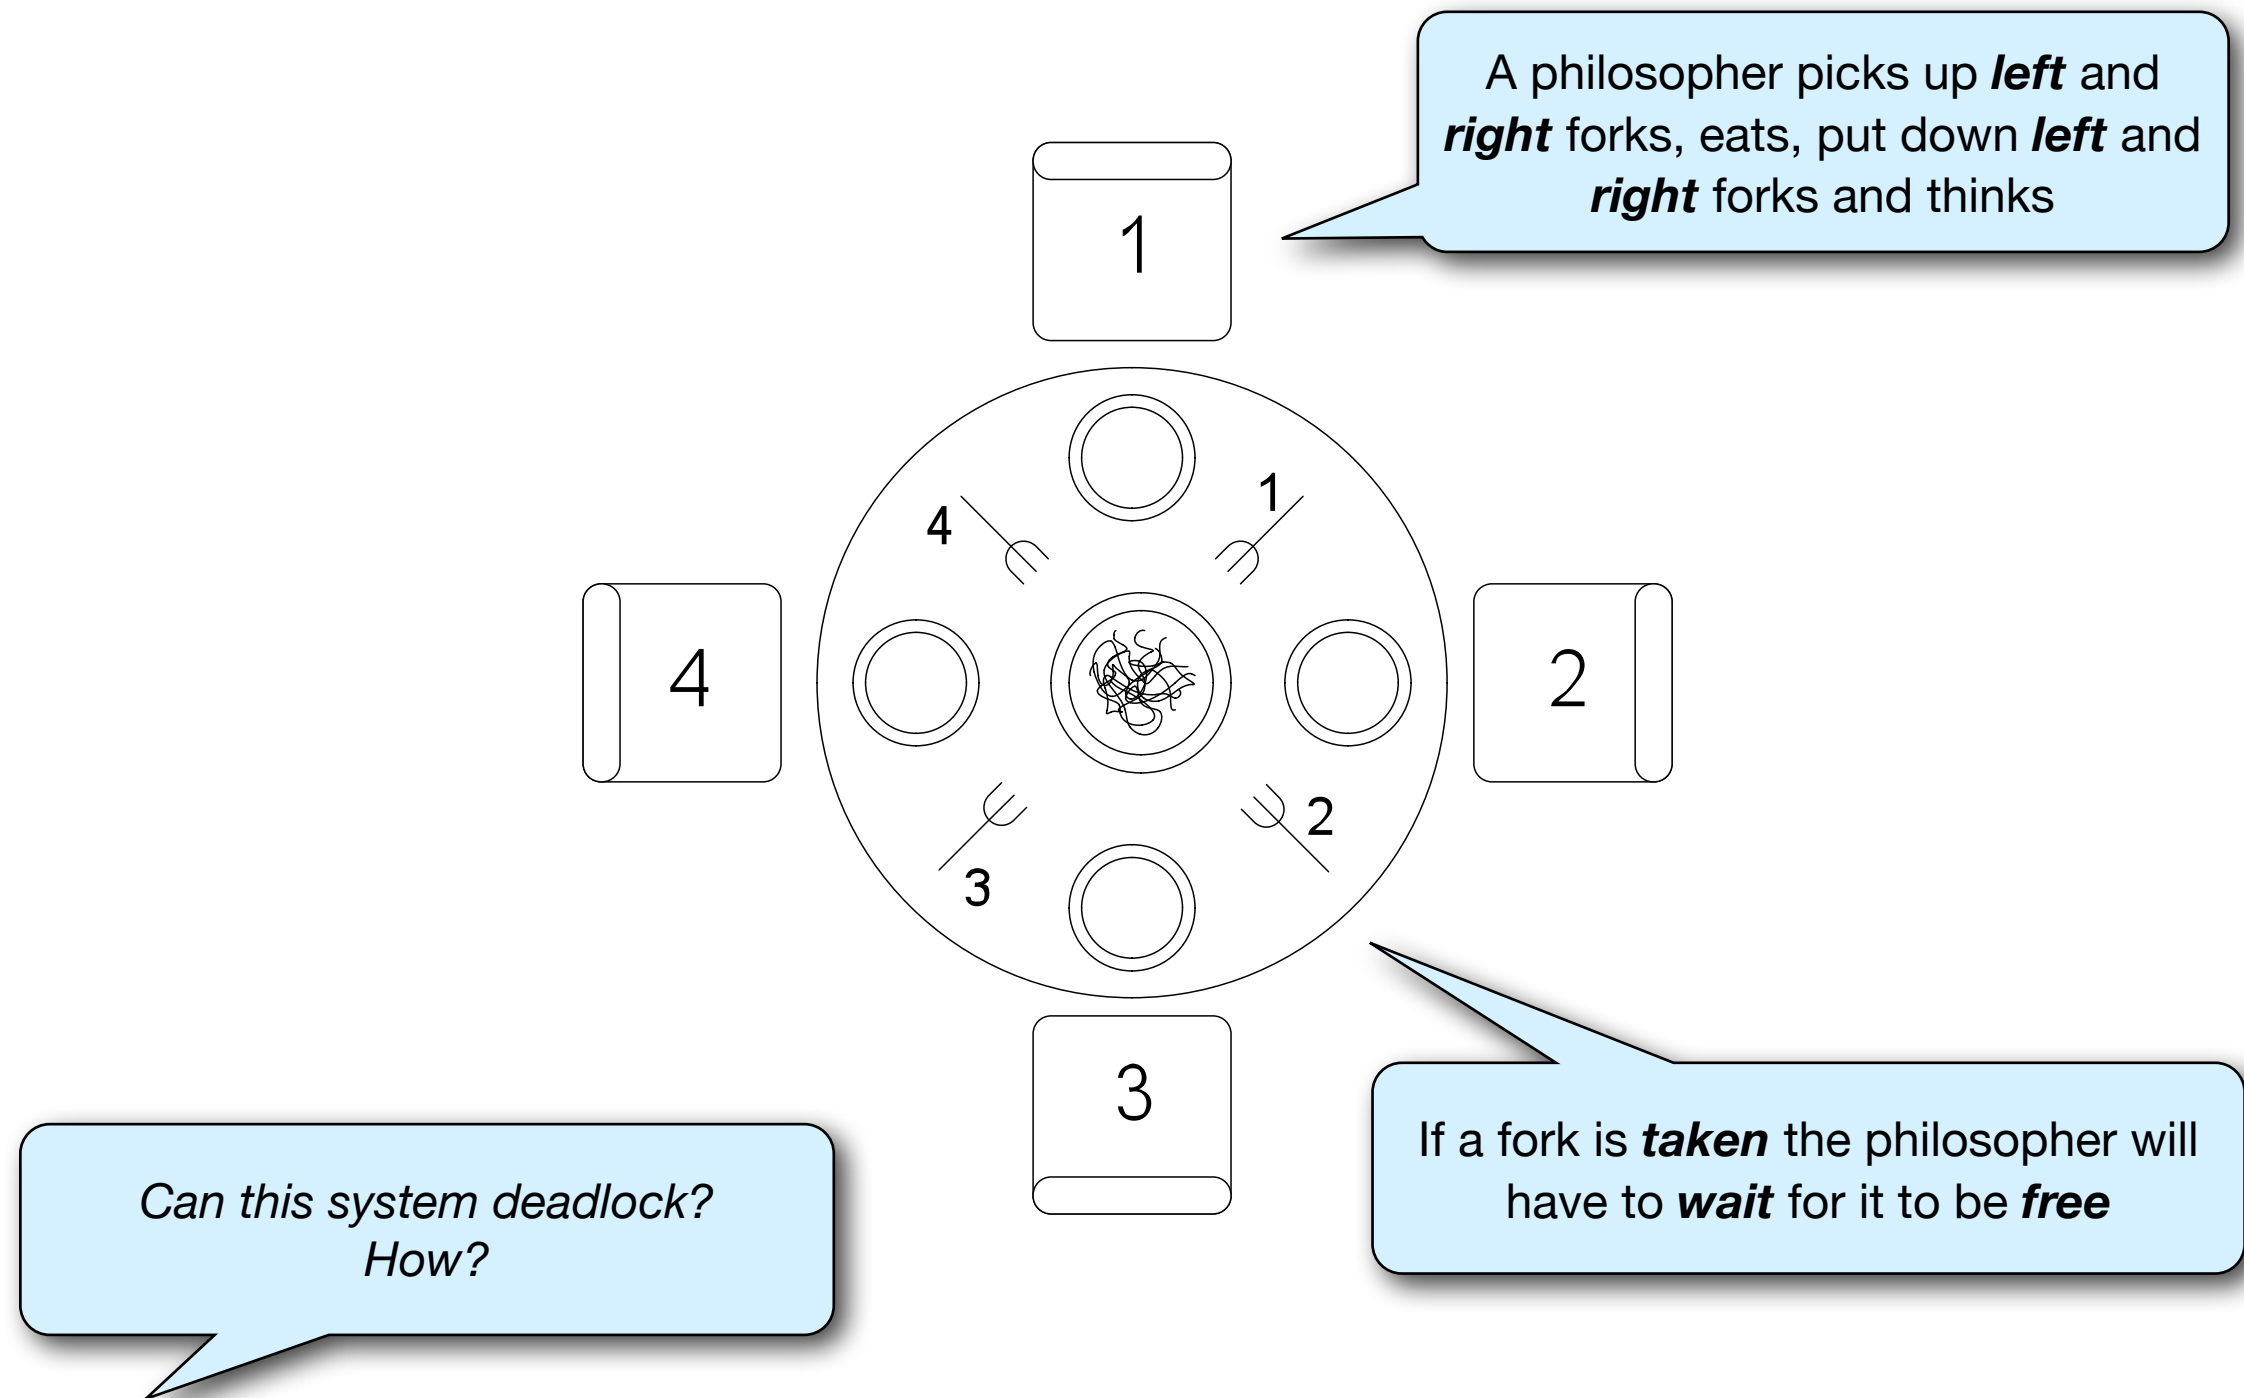 A philosopher picks up left and
right forks, eats, put down left and
right forks and thinks
1
4
1
4
2
2
3
3
If a fork is taken the philosopher will
have to wait for it to be free
Can this system deadlock?
How?